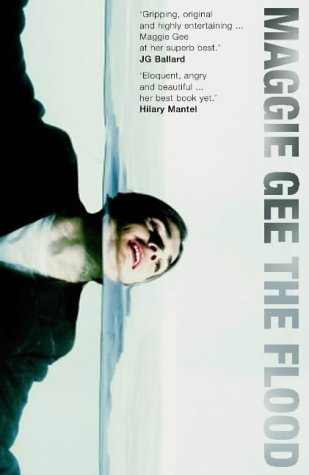 ‘Gripping, original
and highly entertaining ...
Maggie Gee
at her superb best.’
JG Ballard
‘Eloquent, angry
and beautiful ...
her best book yet.’
Hilary Mantel
MAGGIE GEE THE FLOOD